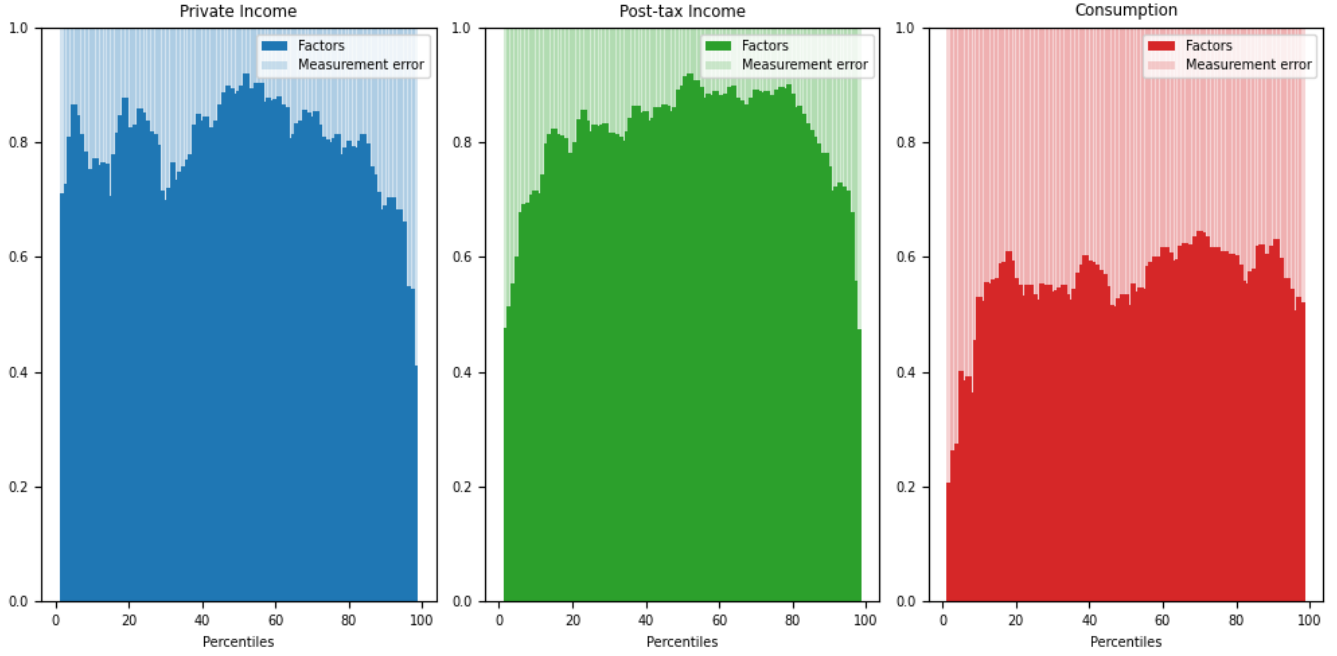 Private Income
1.0
0.8
0.6
0.4
0.2
0.0
Factors
Measurement error
0 20 40 60 80 100
Percentiles
Post-tax Income
1.0
0.8
0.6
0.4
0.2
0.0
Factors
Measurement error
0 20 40 60 80 100
Percentiles
Consumption
1.0
0.8
0.6
0.4
0.2
0.0
Factors
Measurement error
0 20 40 60 80 100
Percentiles